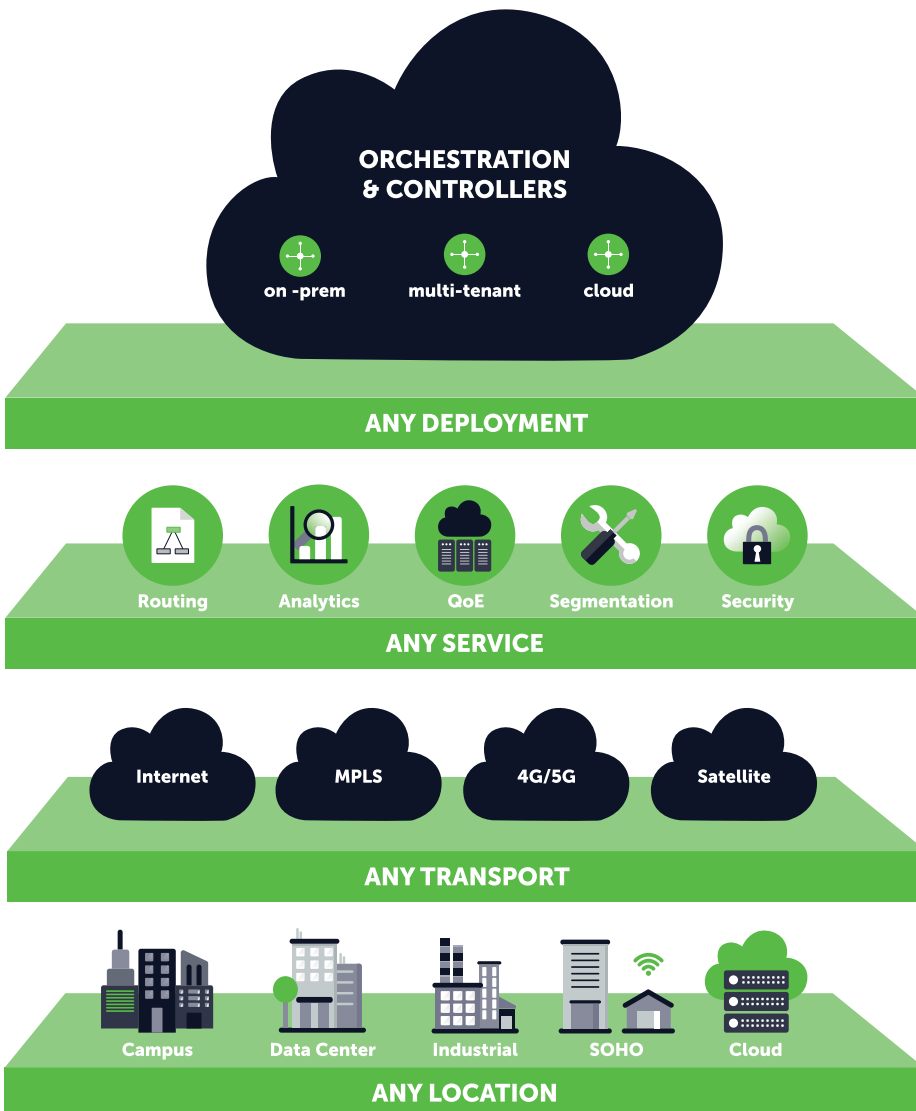 ORCHESTRATION
& CONTROLLERS
on -prem
multi-tenant
cloud
ANY DEPLOYMENT
Routing
Analytics
QoE
Segmentation
Security
ANY SERVICE
Internet
MPLS
4G/5G
Satellite
ANY TRANSPORT
Campus
Data Center
Industrial
SOHO
Cloud
ANY LOCATION